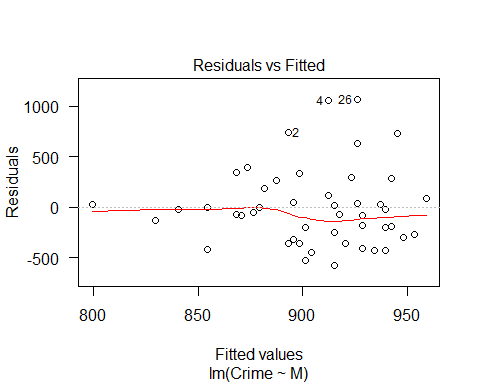 Residuals vs Fitted
Residuals
1000
500
0
-500
4
26
2
800
850
900
950
Fitted values
lm(Crime ~ M)